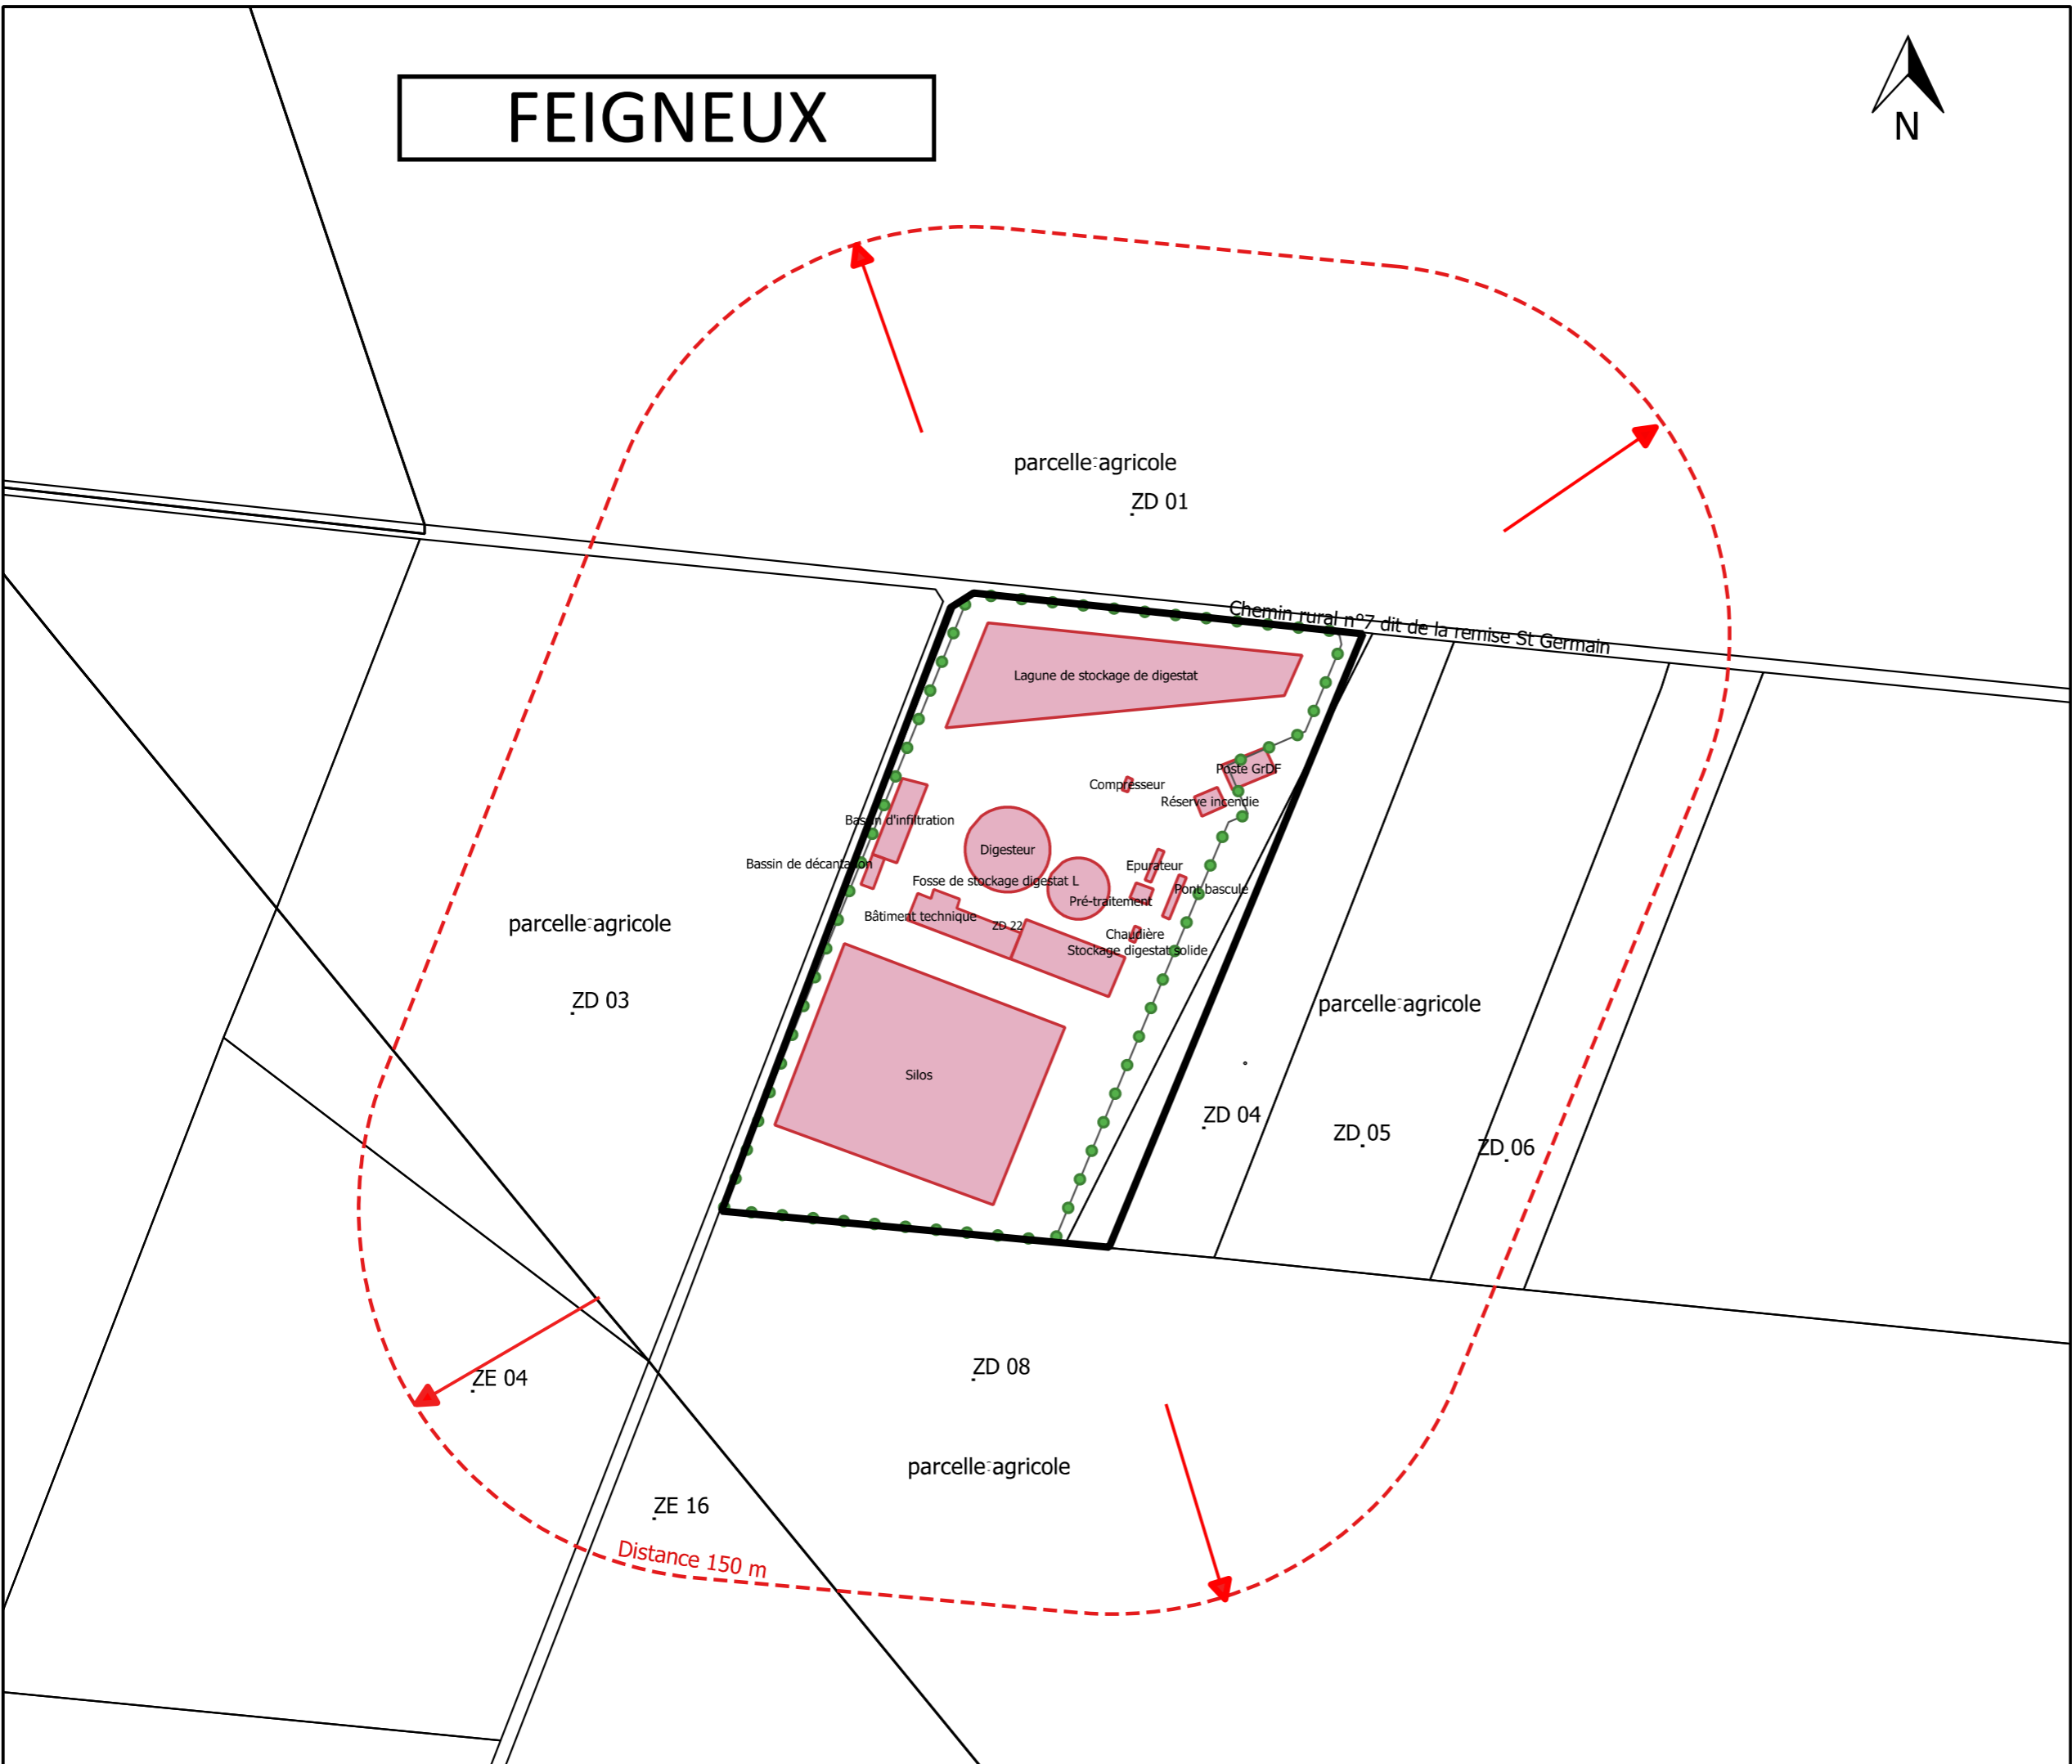 FEIGNEUX
N
parcelle agricole
ZD 01
Chemin rural n°7 dit de la remise St Germain
Lagune de stockage de digestat
Poste GrDF
Compresseur
Réserve incendie
Bassin d'infiltration
Digesteur
Bassin de décantation
Epurateur
Fosse de stockage digestat L
Pont bascule
Pré-traitement
Bâtiment technique
ZD 22
Chaudière
Stockage digestat solide
parcelle agricole
ZD 03
parcelle agricole
Silos
ZD 04
ZD 05
ZD 06
ZD 08
ZE 04
parcelle agricole
ZE 16
Distance 150 m